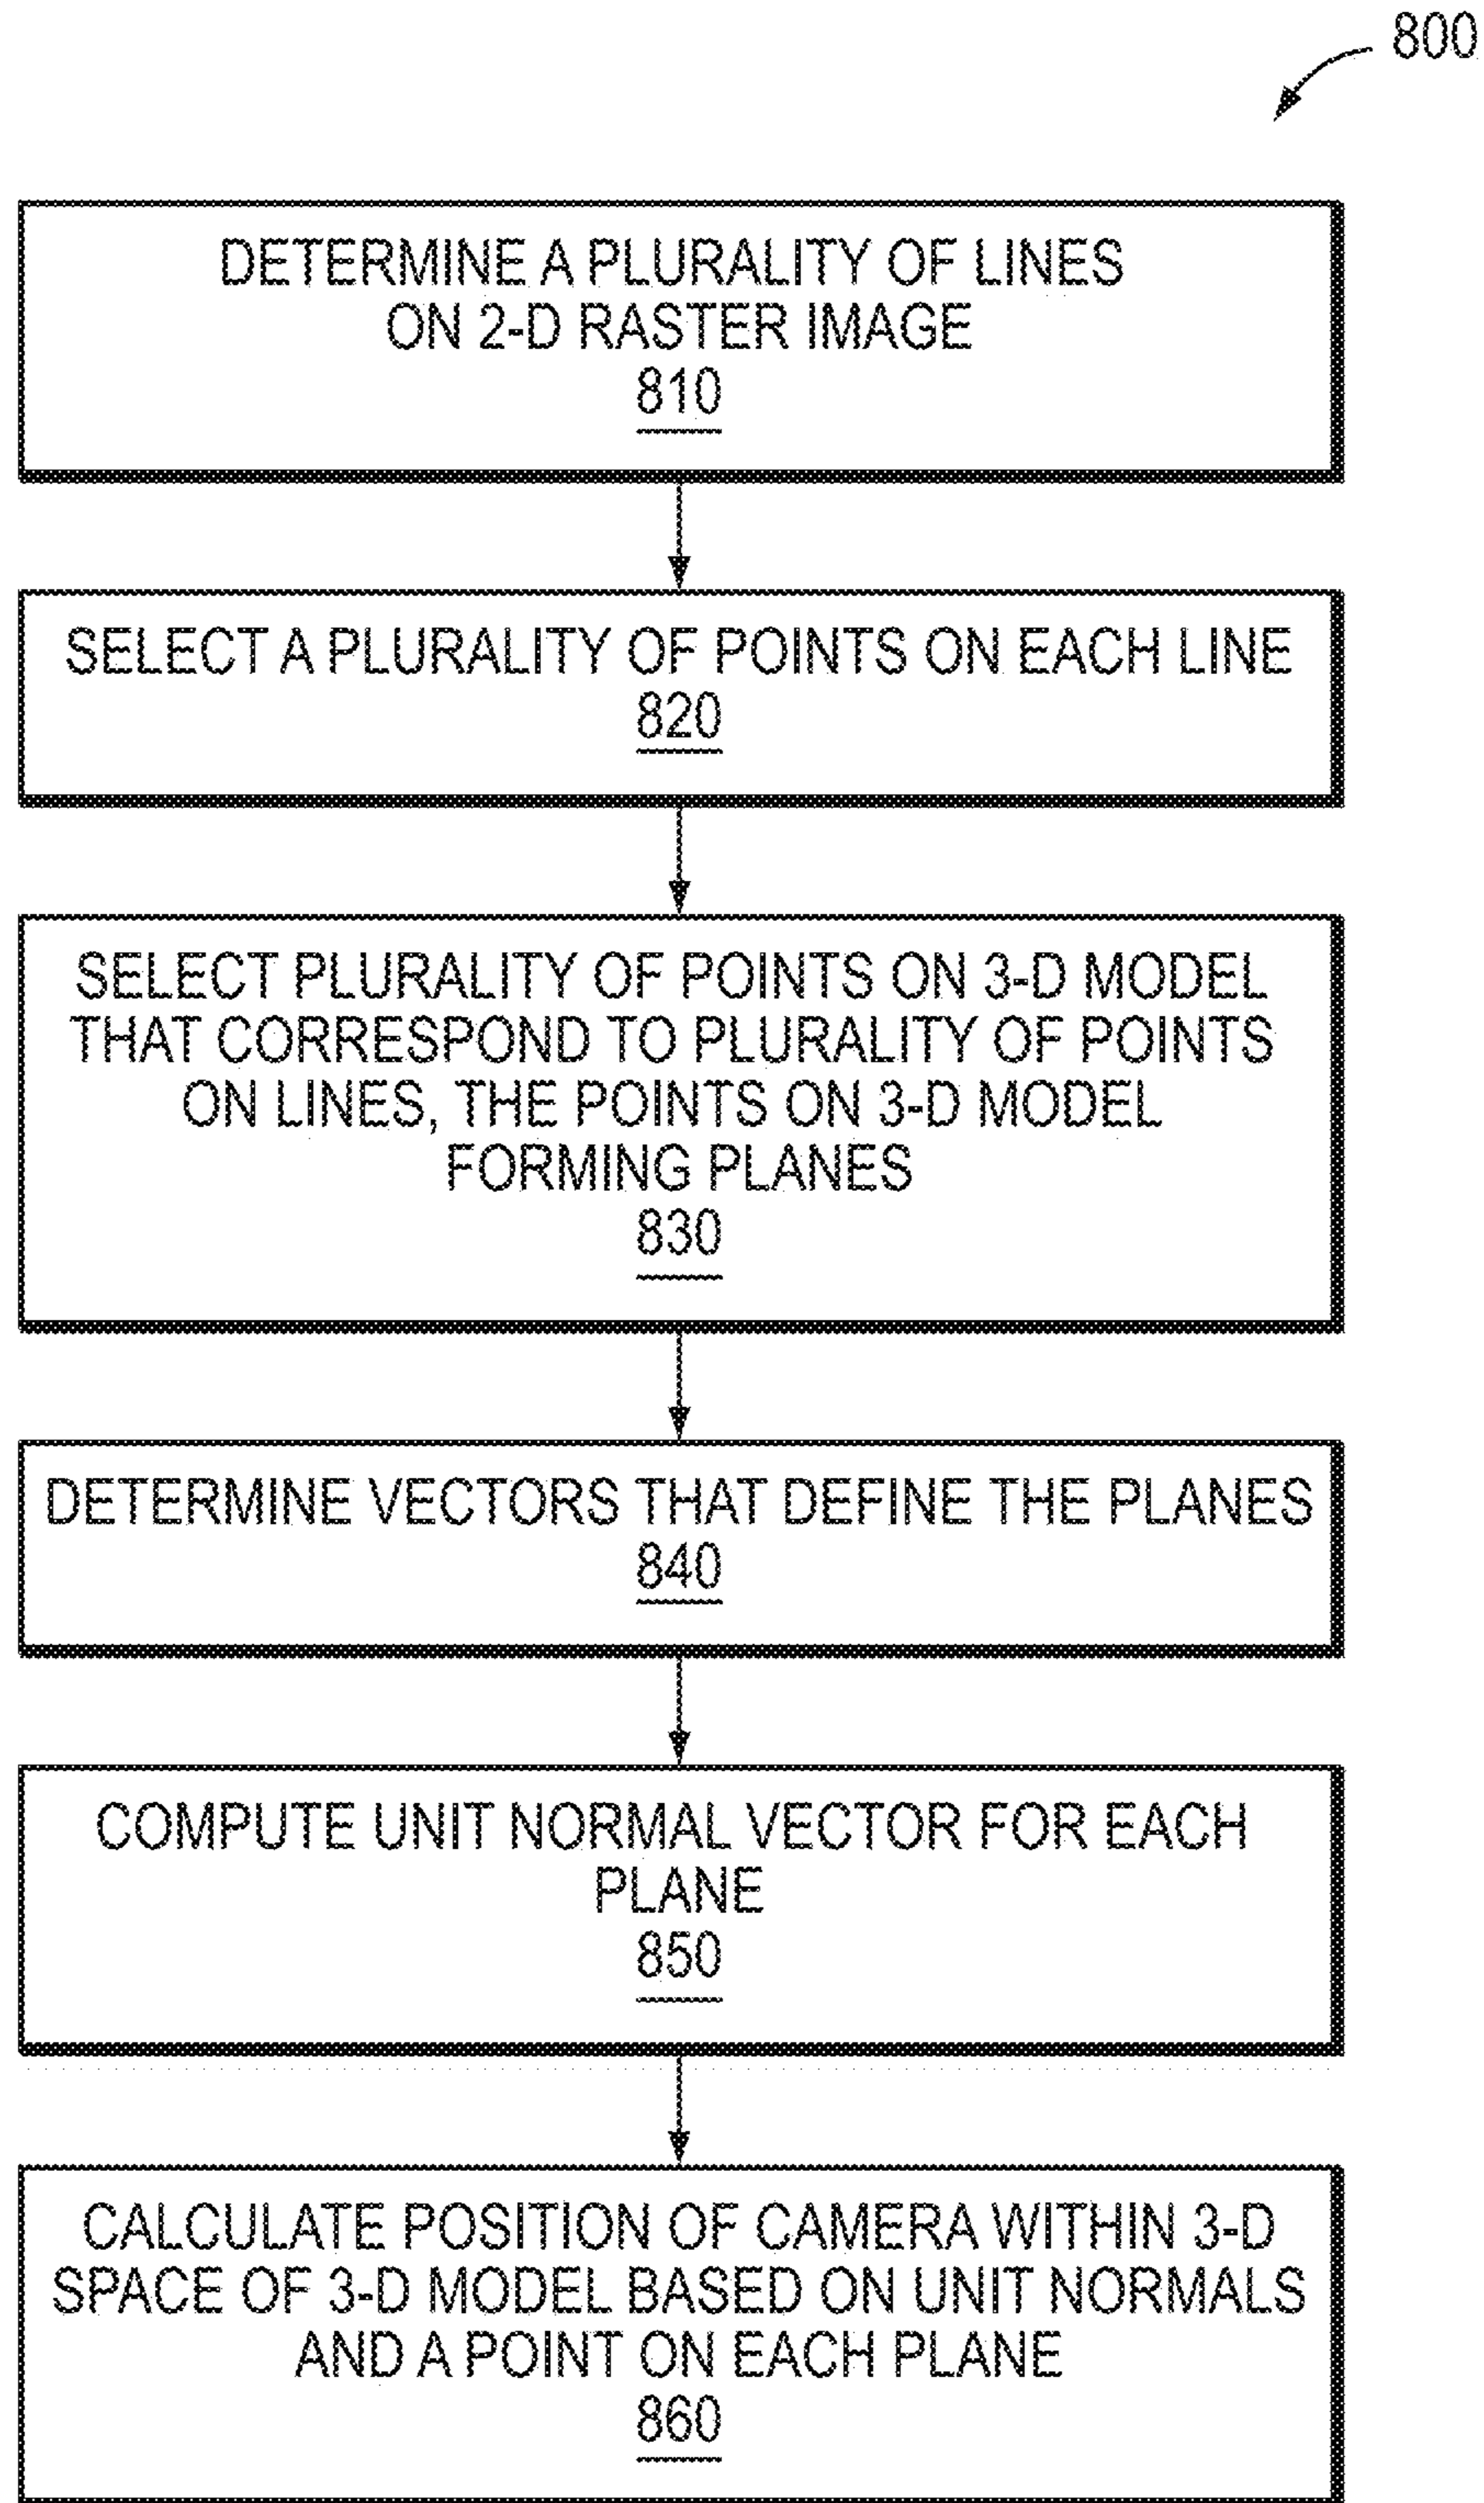 800
DETERMINE A PLURALITY OF LINES
ON 2-D RASTER IMAGE
810
SELECT A PLURALITY OF POINTS ON EACH LINE
820
SELECT PLURALITY OF POINTS ON 3-D MODEL
THAT CORRESPOND TO PLURALITY OF POINTS
ON LINES, THE POINTS ON 3-D MODEL
FORMING PLANES
830
DETERMINE VECTORS THAT DEFINE THE PLANES
840
COMPUTE UNIT NORMAL VECTOR FOR EACH
PLANE
850
CALCULATE POSITION OF CAMERA WITHIN 3-D
SPACE OF 3-D MODEL BASED ON UNIT NORMALS
AND A POINT ON EACH PLANE
860